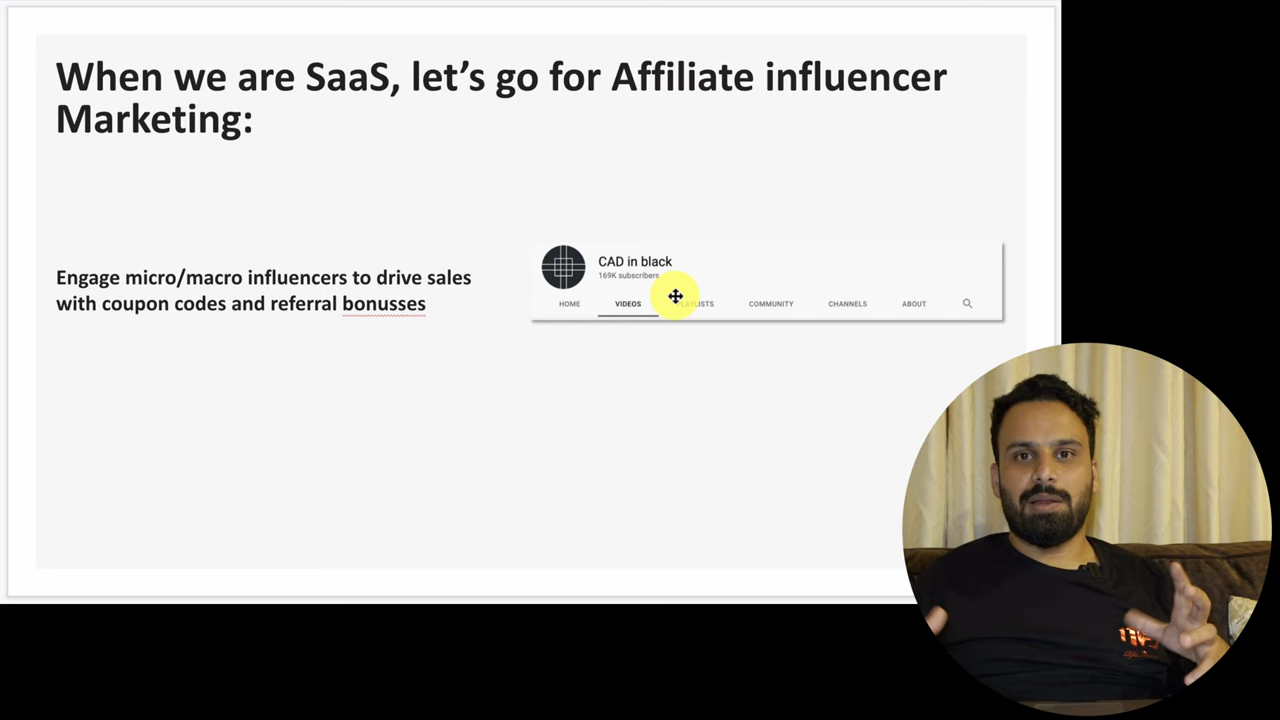 When we are SaaS, let’s go for Affiliate influencer
Marketing:
Engage micro/macro influencers to drive sales
with coupon codes and referral bonusses
CAD in black
169K subscribers
HOME VIDEOS PLAYLISTS COMMUNITY CHANNELS ABOUT